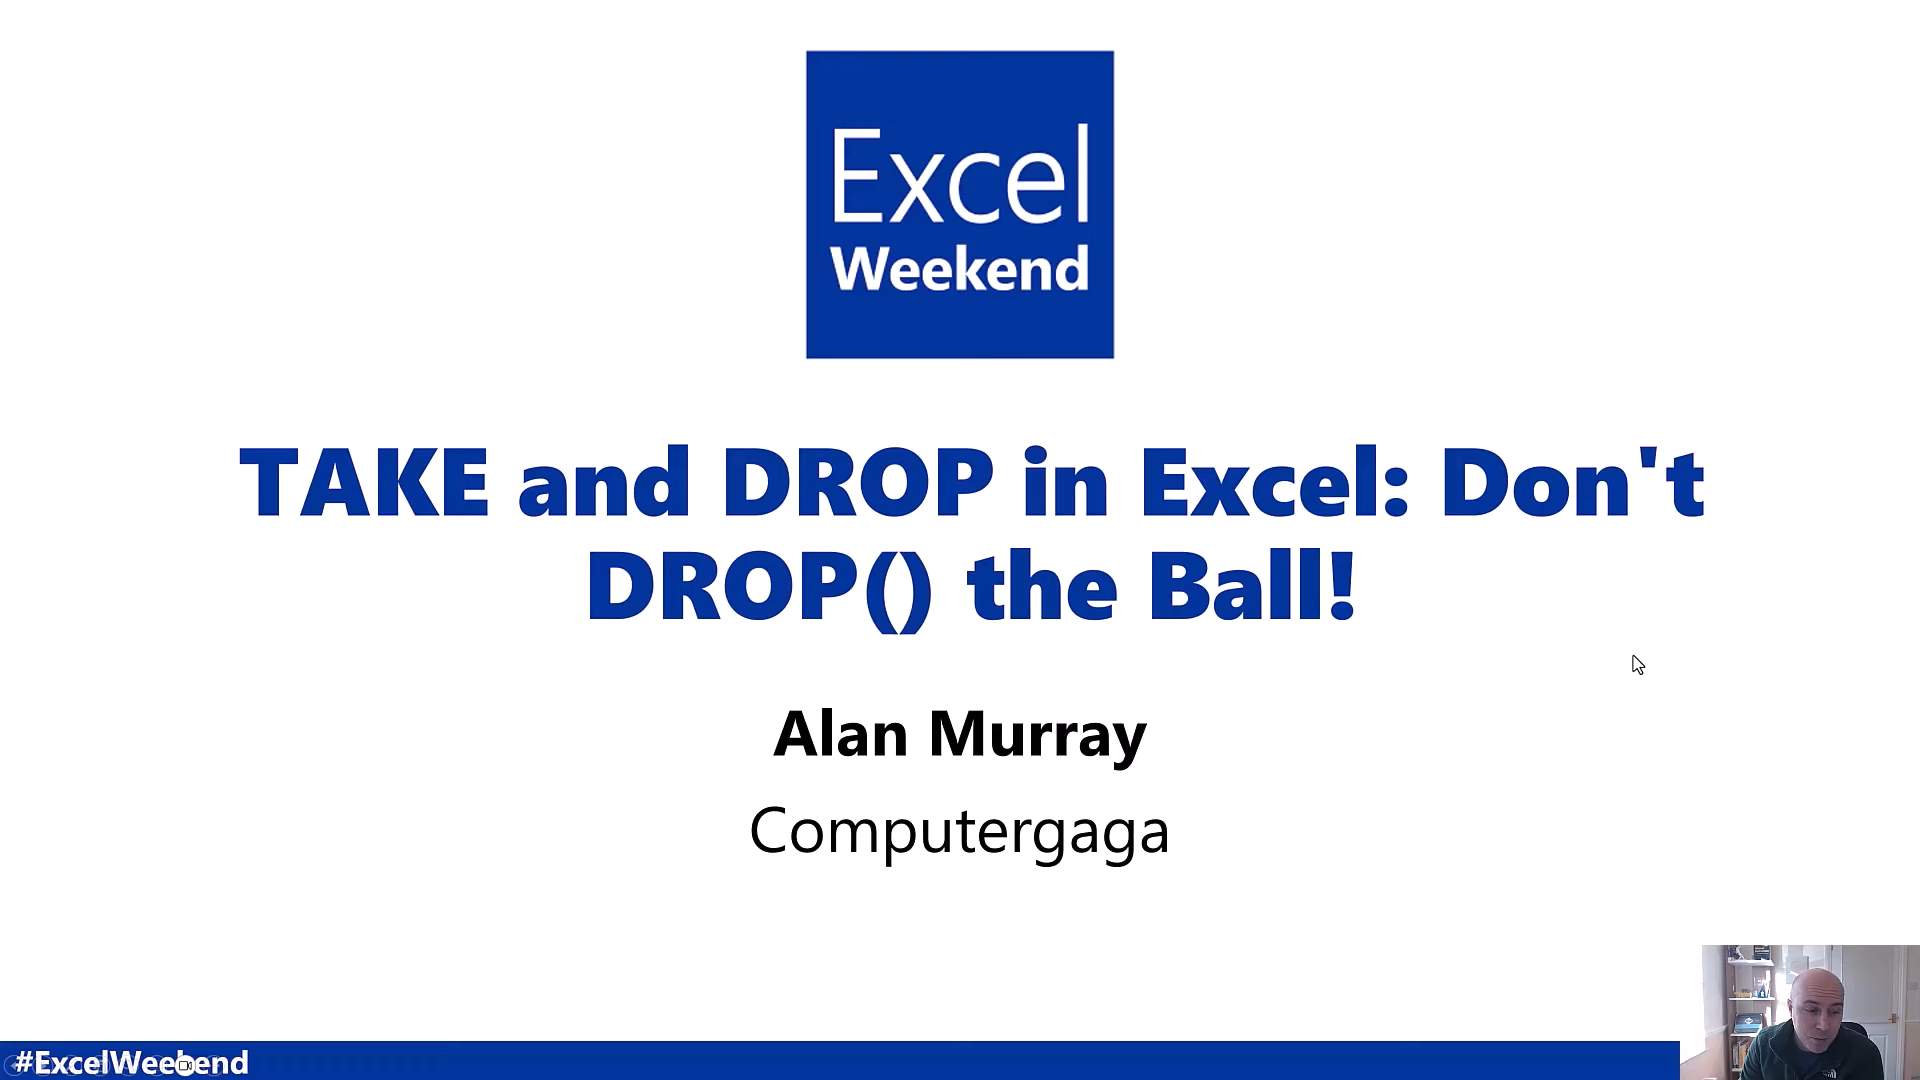 Excel
Weekend
TAKE and DROP in Excel: Don't
DROP() the Ball!
Alan Murray
Computergaga
#ExcelWeekend